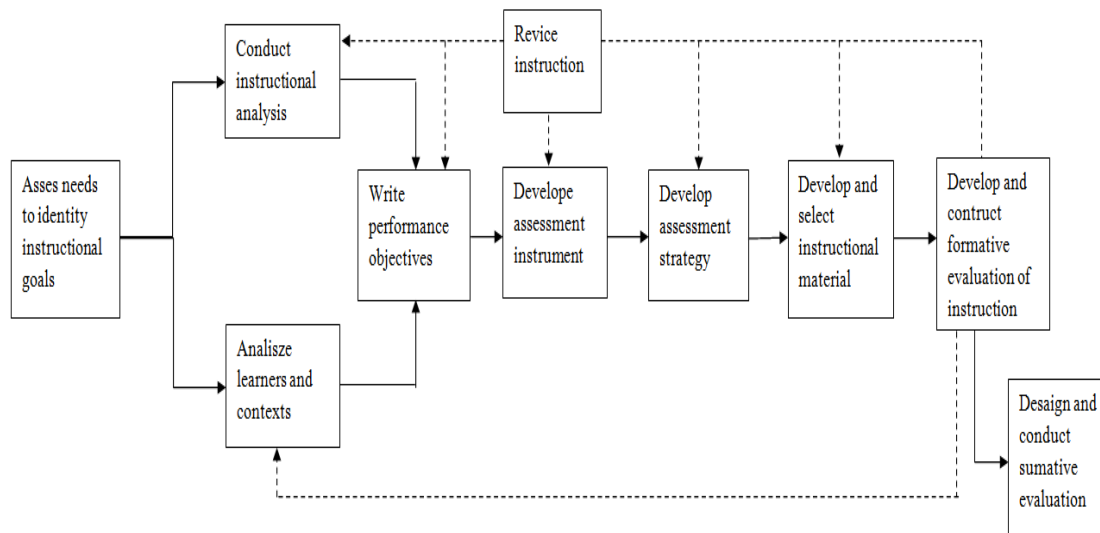 Conduct
instructional
analysis
Revice
instruction
Asses needs
to identity
instructional
goals
Write
performance
objectives
Develope
assessment
instrument
Develop
assessment
strategy
Develop and
select
instructional
material
Develop and
contruct
formative
evaluation of
instruction
Analisze
learners and
contexts
Desaign and
conduct
sumative
evaluation